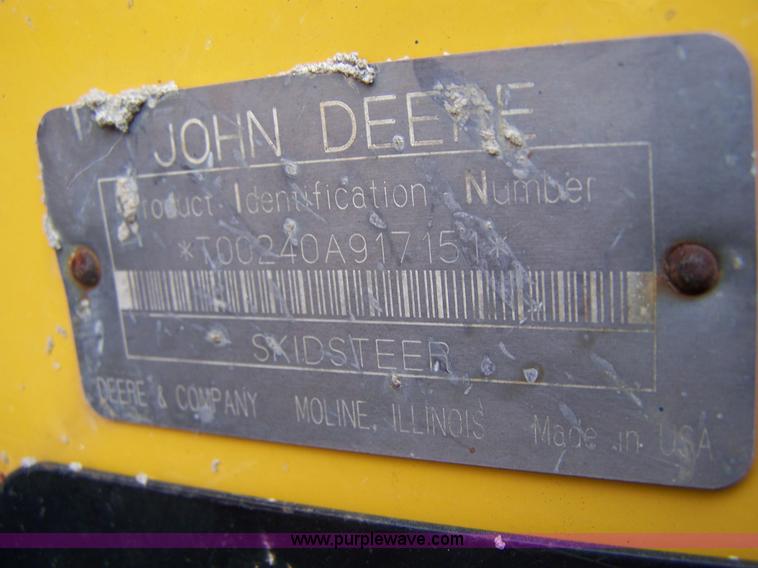 JOHN DEERE
Product Identification Number
*T00240A917151*
SKIDSTEER
DEERE & COMPANY MOLINE, ILLINOIS Made in USA
www.purplewave.com